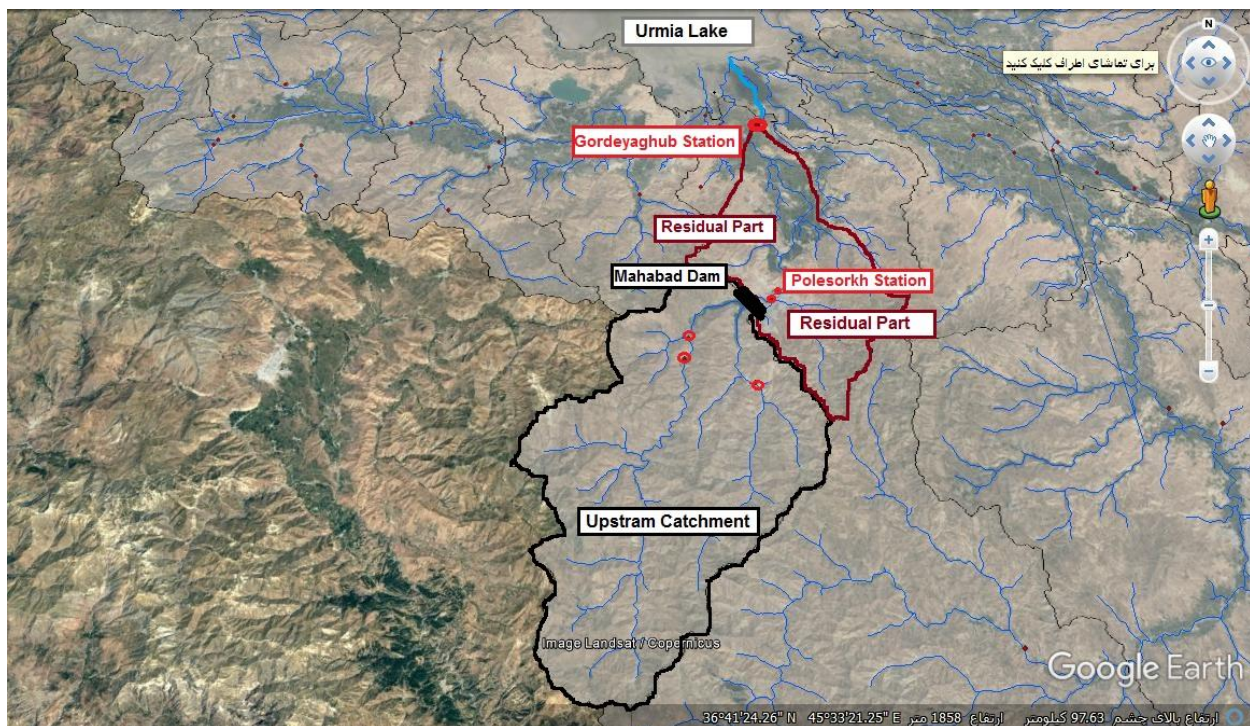 Urmia Lake
N
برای تماشای اطراف کلیک کنید
Gordeyaghub Station
Residual Part
Mahabad Dam
Polesorkh Station
Residual Part
Upstram Catchment
Image Landsat / Copernicus
Google Earth
36°41'24.26" N 45°33'21.25" E ارتفاع 1858 متر ارتفاع بالای چشم 97.63 کیلومتر